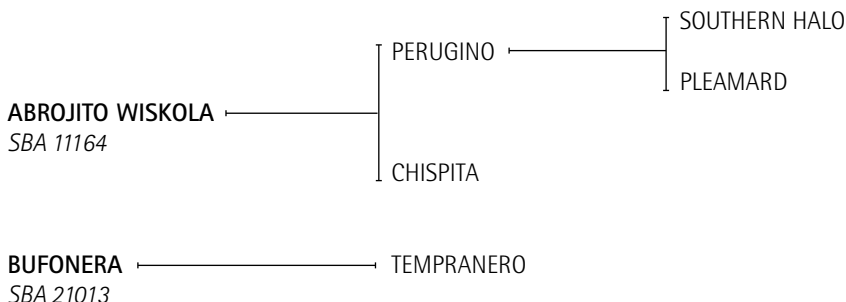 SOUTHERN HALO
PERUGINO
PLEAMARD
ABROJITO WISKOLA
SBA 11164
CHISPITA
BUFONERA
TEMPRANERO
SBA 21013